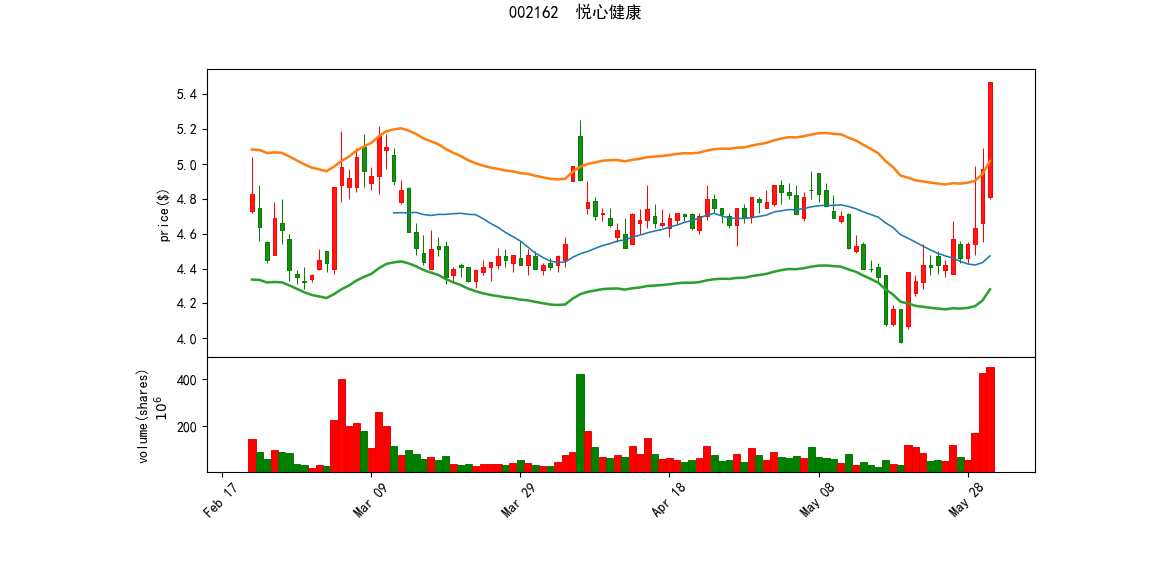 002162  悦心健康
price($)
5.4
5.2
5.0
4.8
4.6
4.4
4.2
4.0
volume(shares)
10^6
400
200
Feb 17
Mar 09
Mar 29
Apr 18
May 08
May 28